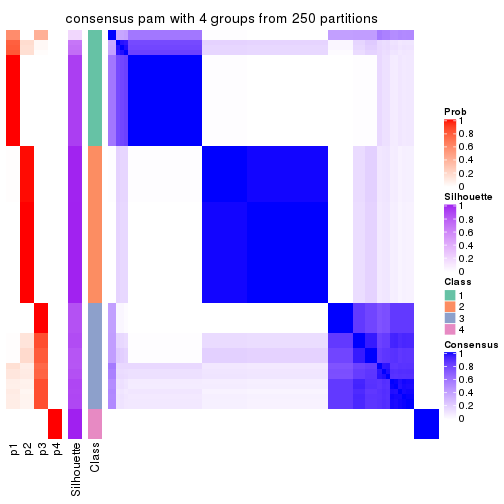 consensus pam with 4 groups from 250 partitions
Prob
1
0.8
0.6
0.4
0.2
0
Silhouette
1
0.8
0.6
0.4
0.2
0
Class
1
2
3
4
Consensus
1
0.8
0.6
0.4
0.2
0
p1
p2
p3
p4
Silhouette
Class